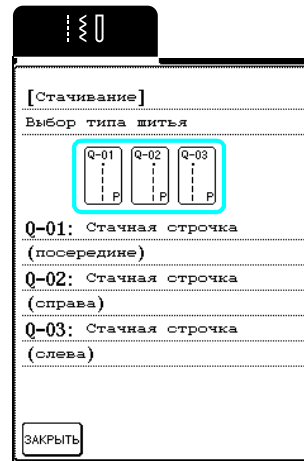 [Стачивание]
Выбор типа шитья
Q-01 Q-02 Q-03
P P P
Q-01: Стачная строчка
(посередине)
Q-02: Стачная строчка
(справа)
Q-03: Стачная строчка
(слева)
ЗАКРЫТЬ